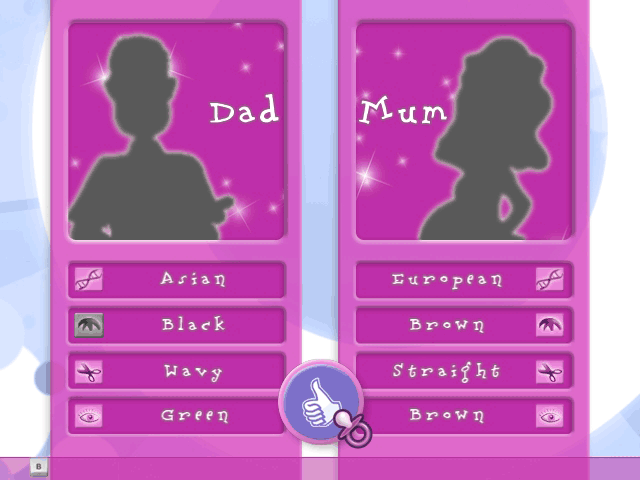 Dad
Mum
Asian
European
Black
Brown
Wavy
Straight
Green
Brown
B